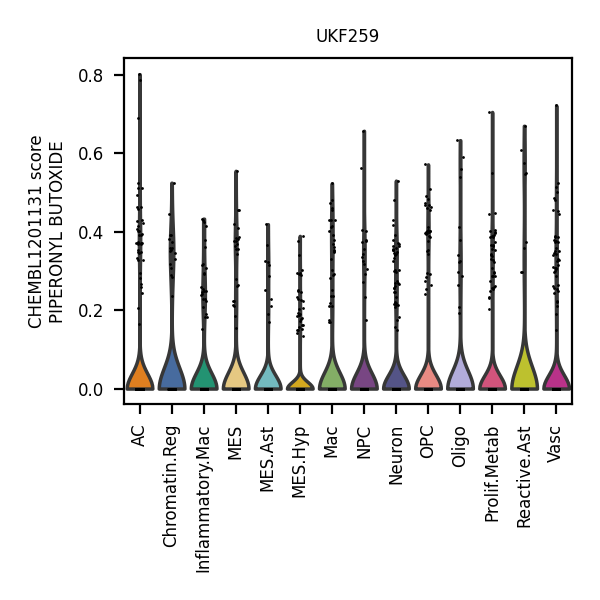 UKF259
CHEMBL1201131 score
PIPERONYL BUTOXIDE
0.8
0.6
0.4
0.2
0.0
AC
Chromatin.Reg
Inflammatory.Mac
MES
MES.Ast
MES.Hyp
Mac
NPC
Neuron
OPC
Oligo
Prolif.Metab
Reactive.Ast
Vasc